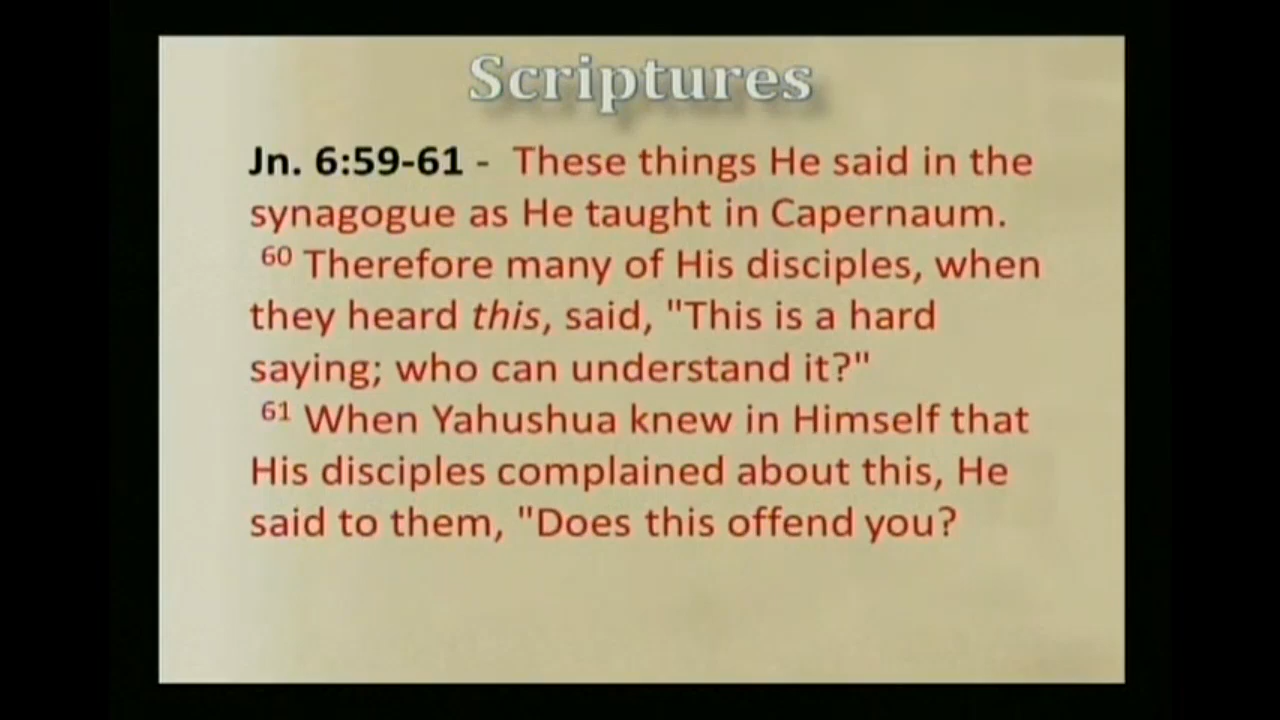 Scriptures
Jn. 6:59-61 - These things He said in the
synagogue as He taught in Capernaum.
60 Therefore many of His disciples, when
they heard this, said, "This is a hard
saying; who can understand it?"
61 When Yahushua knew in Himself that
His disciples complained about this, He
said to them, "Does this offend you?